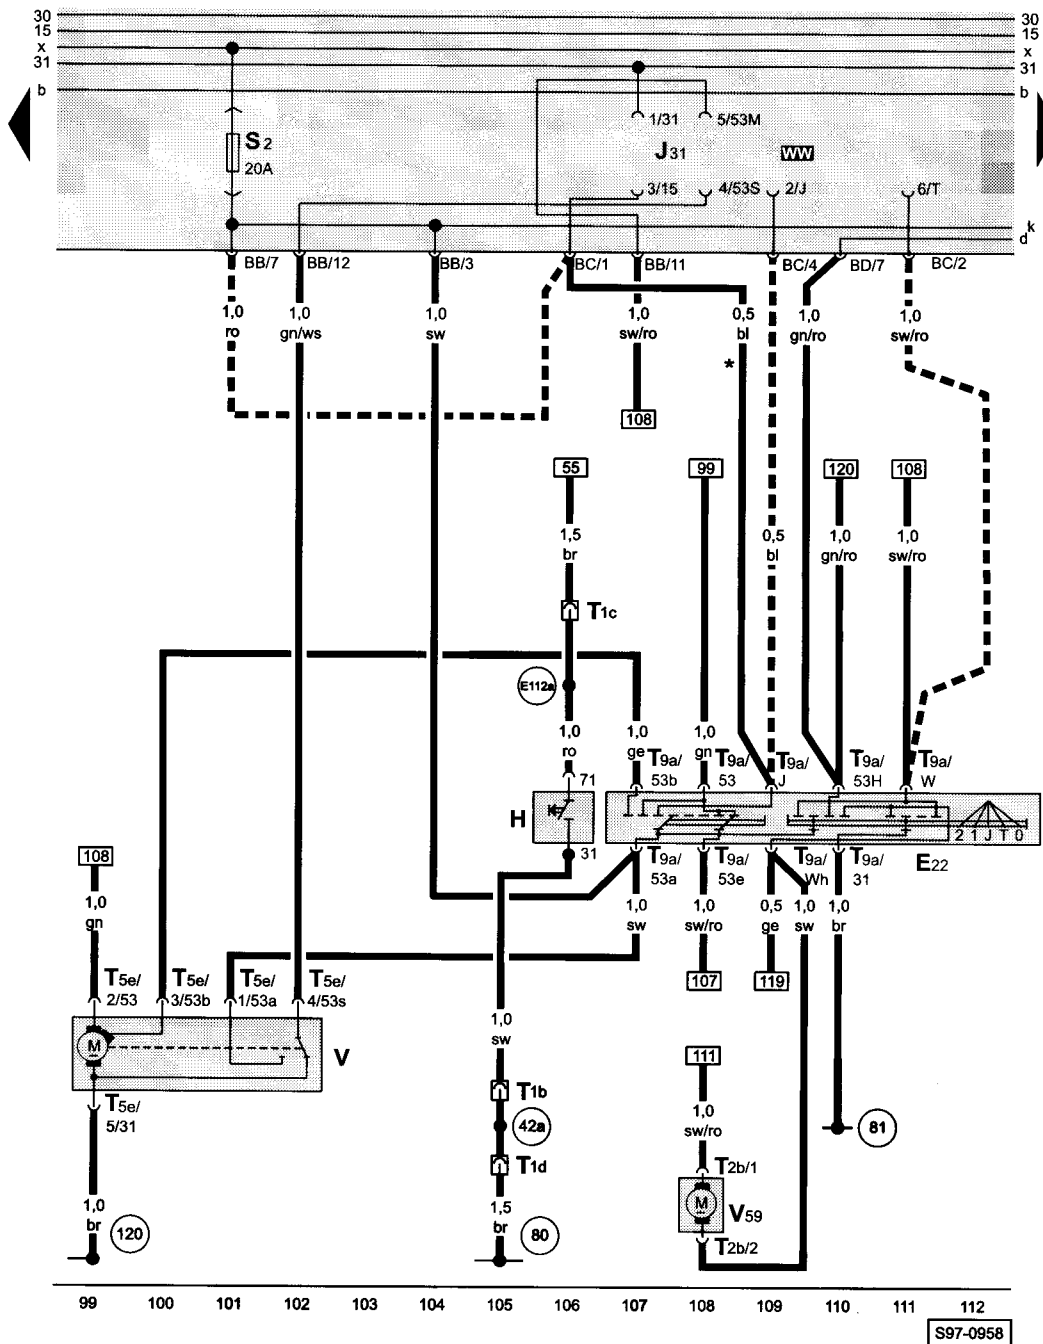 30 30
15 15
x x
31 31
b b
1/31 5/53M
S2 J31 WW
20A
3/15 4/53S 2/J 6/T
k
d
BB/7 BB/12 BB/3 BC/1 BB/11 BC/4 BD/7 BC/2
1,0 1,0 1,0 1,0 0,5 1,0 1,0
ro gn/ws sw sw/ro bl gn/ro sw/ro
*
108
55 99 120 108
1,5 0,5 1,0 1,0
br bl gn/ro sw/ro
T1c
E112a
1,0 1,0 1,0
ro ge gn
T9a/ T9a/ T9a/ T9a/ T9a/
71 53b 53 J 53H W
H
2 1 J T 0
31 T9a/ T9a/ T9a/ T9a/ E22
53a 53e Wh 31
108
1,0 1,0 1,0 0,5 1,0 1,0
gn sw sw/ro ge sw br
T5e/ T5e/ T5e/ T5e/
2/53 3/53b 1/53a 4/53s
107 119
1,0
sw
M V
111
T1b
T5e/
5/31
1,0
sw/ro
42a 81
T1d T2b/1
1,0 1,5
br br
M V59
120 80
T2b/2
99 100 101 102 103 104 105 106 107 108 109 110 111 112
S97-0958